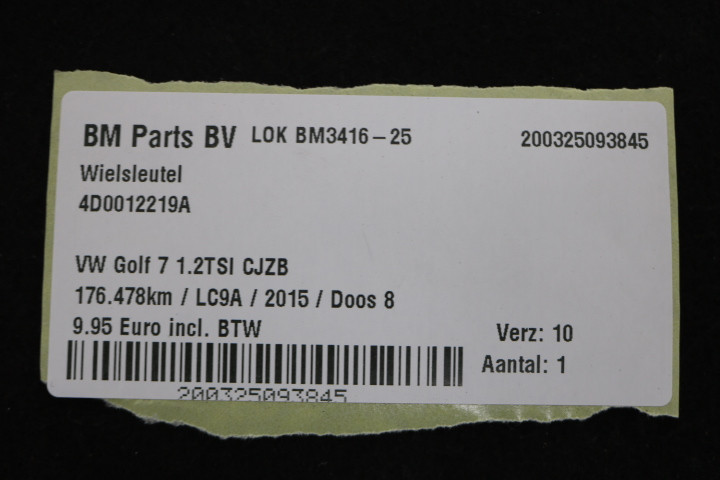 BM Parts BV LOK BM3416-25 200325093845
Wielsleutel
4D0012219A
VW Golf 7 1.2TSI CJZB
176.478km / LC9A / 2015 / Doos 8
9.95 Euro incl. BTW Verz: 10
Aantal: 1
200325093845